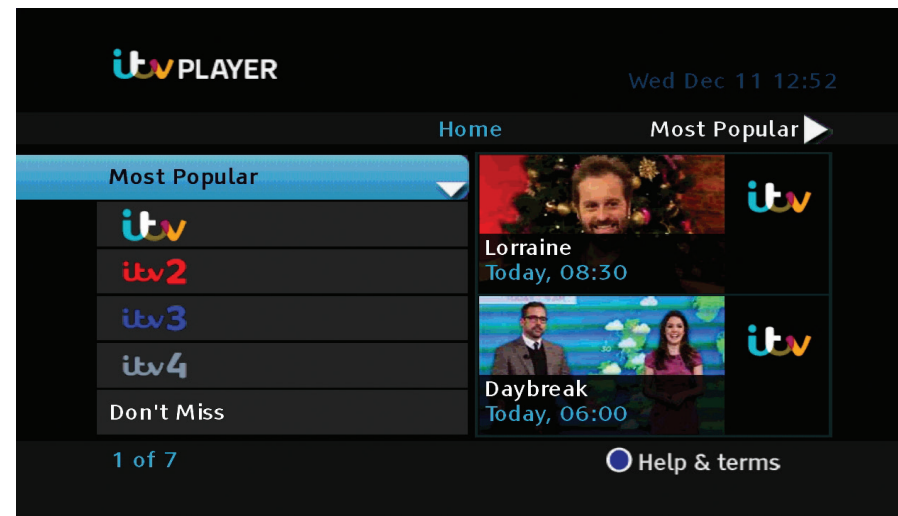 itv PLAYER
Wed Dec 11 12:52
Home
Most Popular
Most Popular
itv
itv2
itv3
itv4
Don't Miss
Lorraine
Today, 08:30
itv
Daybreak
Today, 06:00
itv
1 of 7
Help & terms